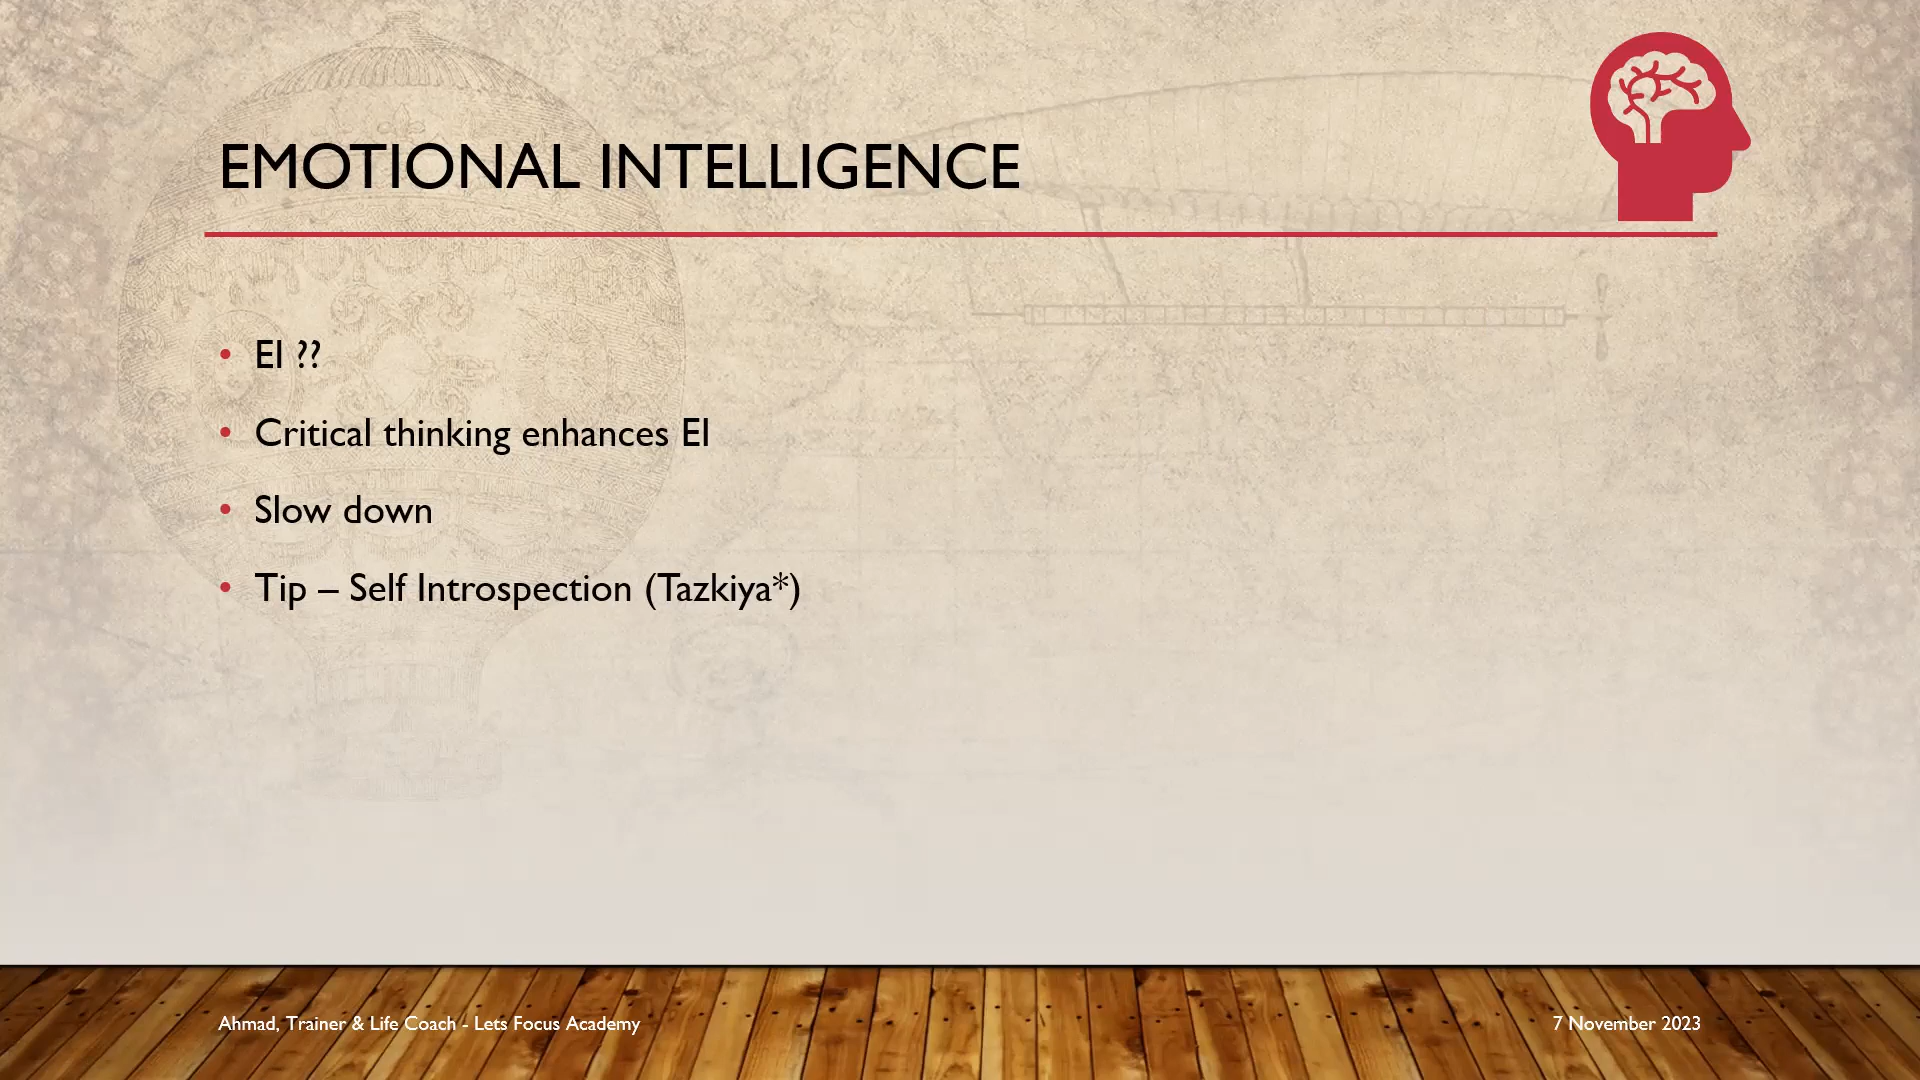 EMOTIONAL INTELLIGENCE
• EI ??
• Critical thinking enhances EI
• Slow down
• Tip – Self Introspection (Tazkiya*)
Ahmad, Trainer & Life Coach - Lets Focus Academy
7 November 2023